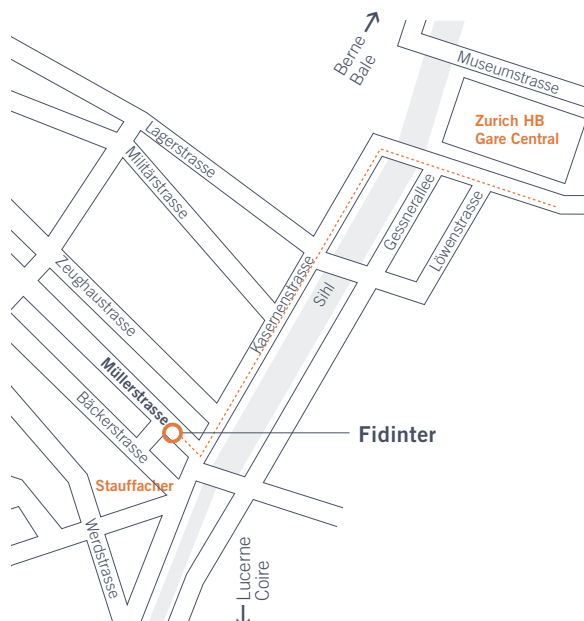 Berne
Bale
Museumstrasse
Zurich HB
Gare Central
Lagerstrasse
Militärstrasse
Gessnerallee
Löwenstrasse
Zeughaustrasse
Kasernenstrasse
Sihl
Müllerstrasse
Bäckerstrasse
Fidinter
Stauffacher
Werdstrasse
Lucerne
Coire